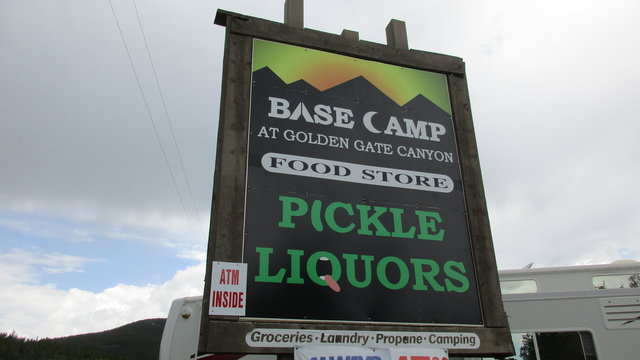 BASE CAMP
AT GOLDEN GATE CANYON
FOOD STORE
PICKLE
LIQUORS
ATM
INSIDE
Groceries · Laundry · Propane · Camping